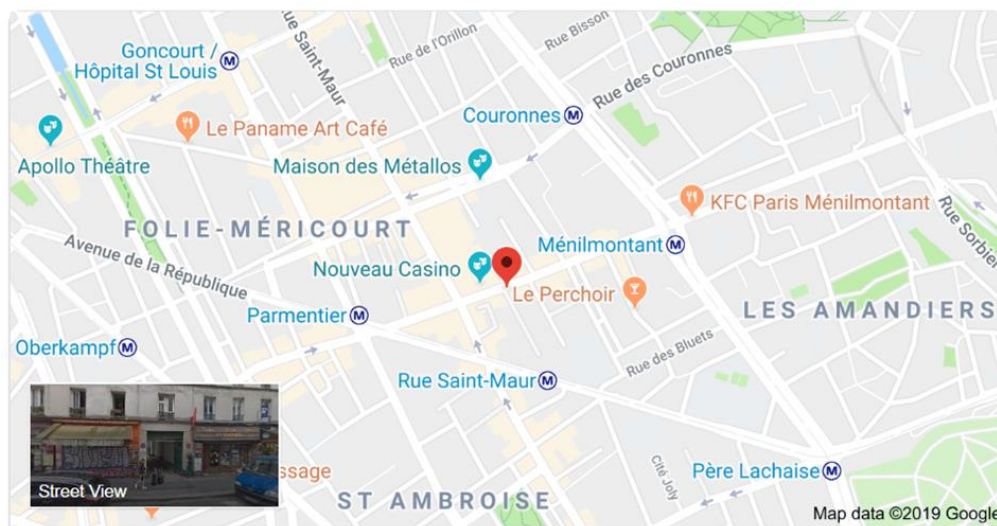 Goncourt /
Hôpital St Louis
Rue Saint-Maur
Rue de l'Orillon
Rue Bisson
Rue des Couronnes
Couronnes
Le Paname Art Café
Apollo Théâtre
Maison des Métallos
KFC Paris Ménilmontant
Rue Sorbier
FOLIE-MÉRICOURT
Avenue de la République
Ménilmontant
Nouveau Casino
Le Perchoir
LES AMANDIERS
Parmentier
Oberkampf
Rue des Bluets
Rue Saint-Maur
Cité Joly
Père Lachaise
ssage
Street View
ST AMBROISE
Map data ©2019 Google